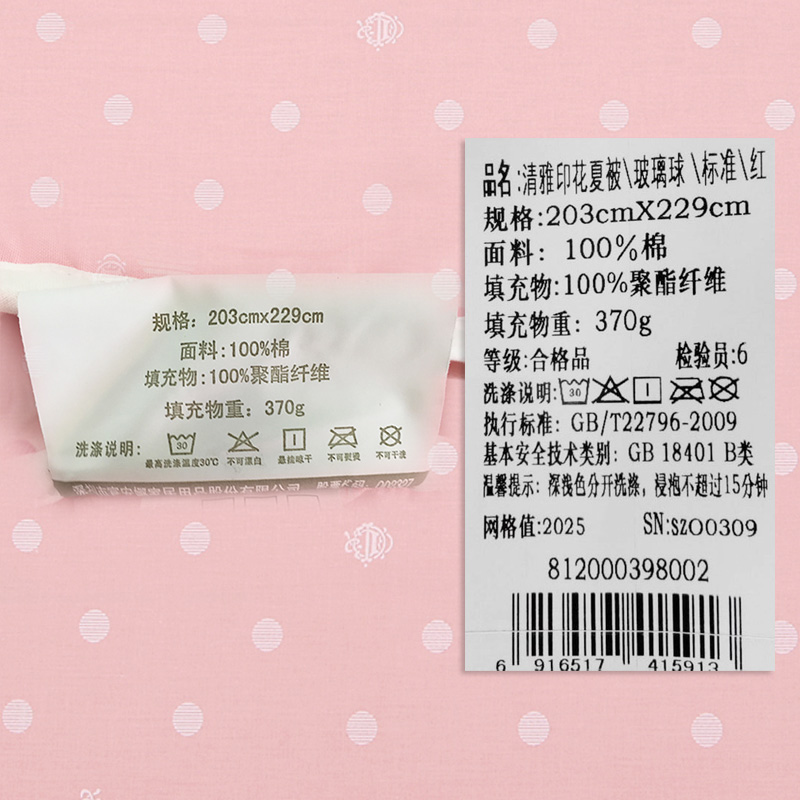 规格：203cmx229cm
面料:100%棉
填充物:100%聚酯纤维
填充物重：370g
洗涤说明:
30
最高洗涤温度30℃ 不可漂白 悬挂晾干 不可熨烫 不可干洗
品名:清雅印花夏被\玻璃球\标准\红
规格:203cmX229cm
面料：100%棉
填充物:100%聚酯纤维
填充物重：370g
等级:合格品 检验员:6
洗涤说明: 30
执行标准：GB/T22796-2009
基本安全技术类别：GB 18401 B类
温馨提示：深浅色分开洗涤，浸泡不超过15分钟
网格值:2025 SN:szO0309
812000398002
6 916517 415913